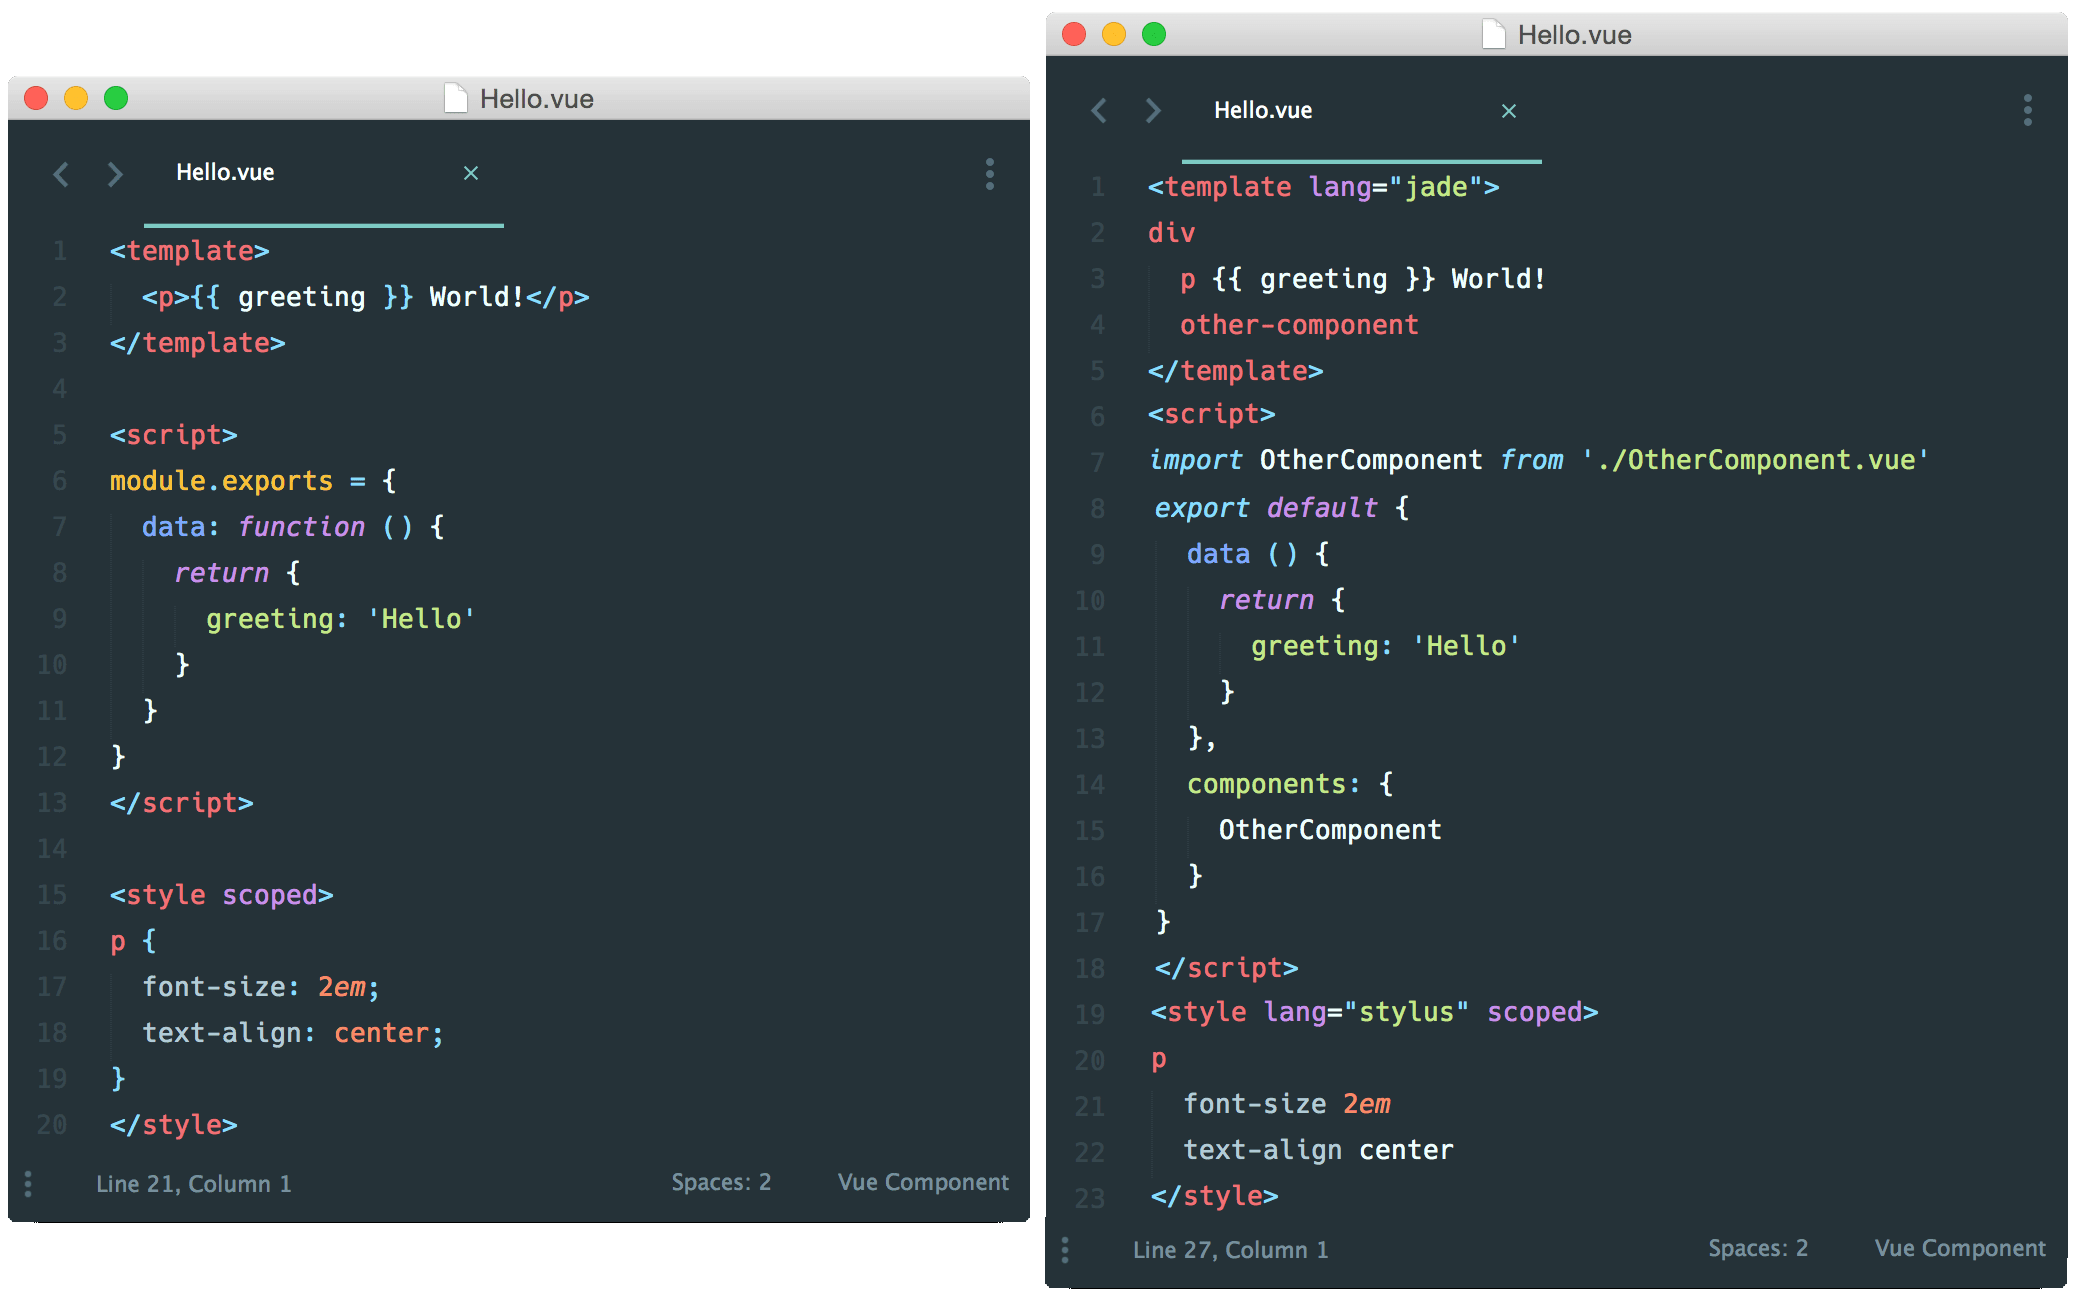 Hello.vue
Hello.vue
1 <template>
2   <p>{{ greeting }} World!</p>
3 </template>
4
5 <script>
6 module.exports = {
7   data: function () {
8     return {
9       greeting: 'Hello'
10     }
11   }
12 }
13 </script>
14
15 <style scoped>
16 p {
17   font-size: 2em;
18   text-align: center;
19 }
20 </style>
Line 21, Column 1 Spaces: 2 Vue Component
Hello.vue
Hello.vue
1 <template lang="jade">
2 div
3   p {{ greeting }} World!
4   other-component
5 </template>
6 <script>
7 import OtherComponent from './OtherComponent.vue'
8 export default {
9   data () {
10     return {
11       greeting: 'Hello'
12     }
13   },
14   components: {
15     OtherComponent
16   }
17 }
18 </script>
19 <style lang="stylus" scoped>
20 p
21   font-size 2em
22   text-align center
23 </style>
Line 27, Column 1 Spaces: 2 Vue Component